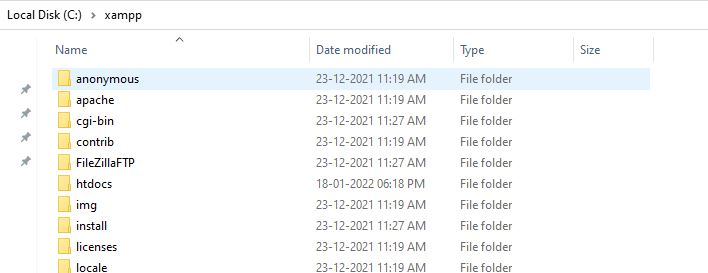 Local Disk (C:) > xampp
Name Date modified Type Size
anonymous 23-12-2021 11:19 AM File folder
apache 23-12-2021 11:19 AM File folder
cgi-bin 23-12-2021 11:27 AM File folder
contrib 23-12-2021 11:19 AM File folder
FileZillaFTP 23-12-2021 11:27 AM File folder
htdocs 18-01-2022 06:18 PM File folder
img 23-12-2021 11:19 AM File folder
install 23-12-2021 11:27 AM File folder
licenses 23-12-2021 11:19 AM File folder
locale 23-12-2021 11:19 AM File folder